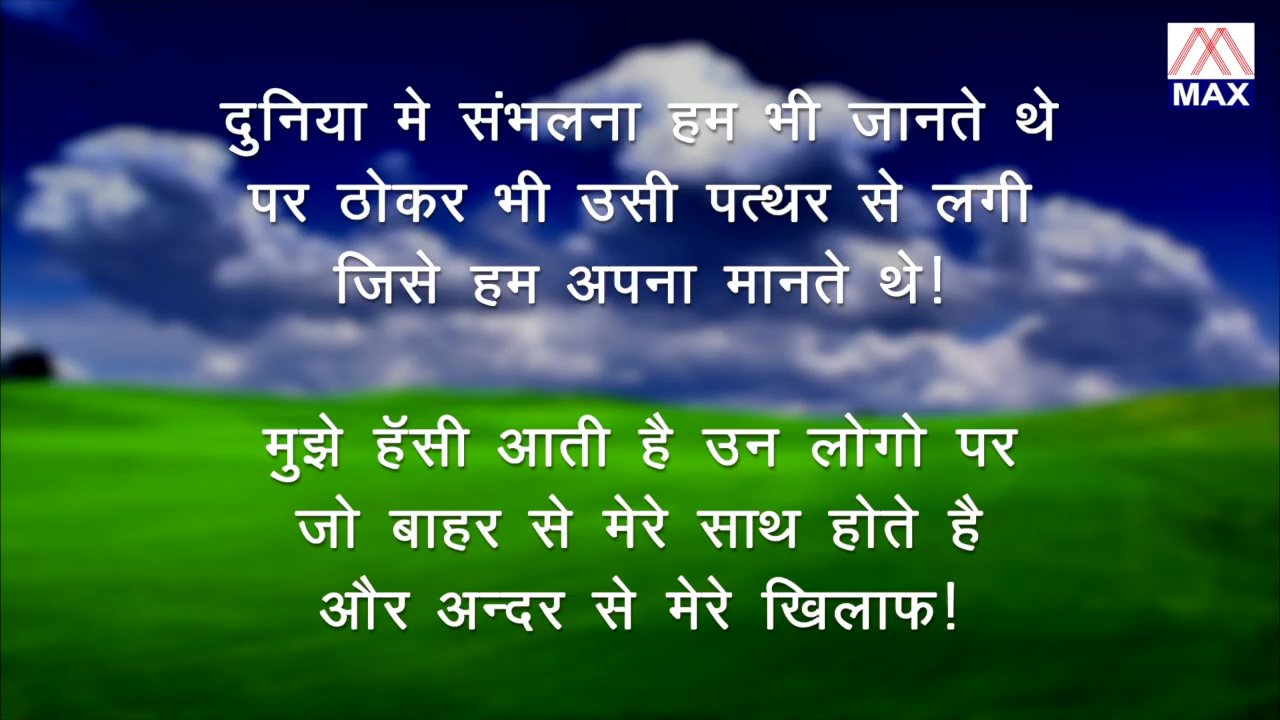 MAX
दुनिया मे संभलना हम भी जानते थे
पर ठोकर भी उसी पत्थर से लगी
जिसे हम अपना मानते थे!
मुझे हॅसी आती है उन लोगो पर
जो बाहर से मेरे साथ होते है
और अन्दर से मेरे खिलाफ!